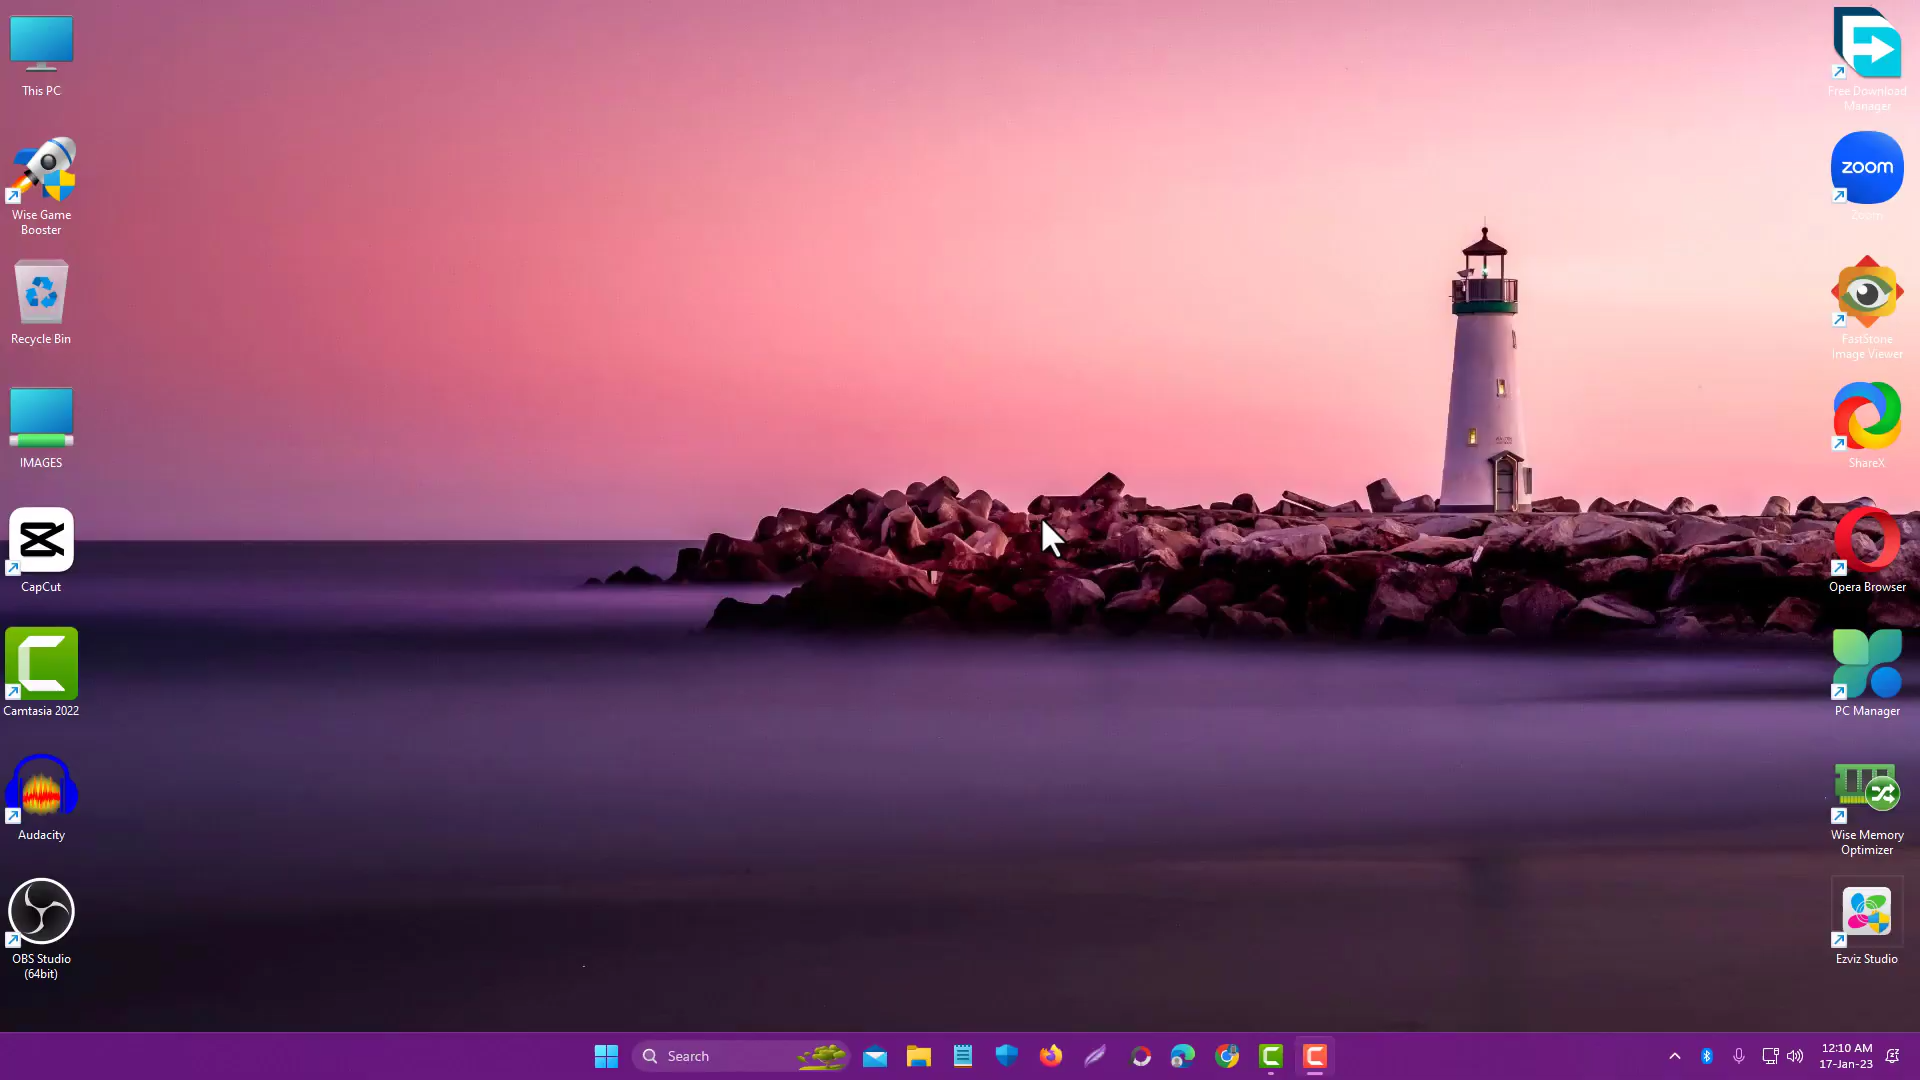 This PC
Wise Game
Booster
Recycle Bin
IMAGES
CapCut
Camtasia 2022
Audacity
OBS Studio
(64bit)
Free Download
Manager
zoom
Zoom
FastStone
Image Viewer
ShareX
Opera Browser
PC Manager
Wise Memory
Optimizer
Ezviz Studio
Search
12:10 AM
17-Jan-23